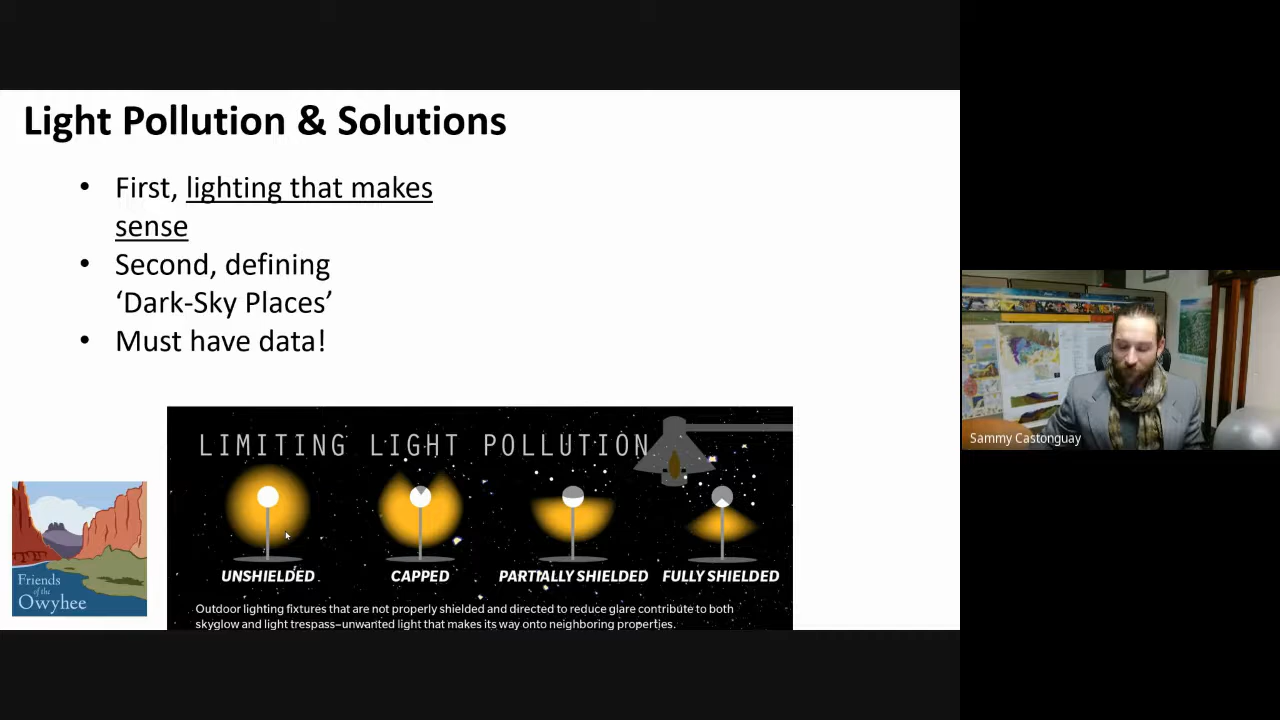 Light Pollution & Solutions
• First, lighting that makes
sense
• Second, defining
‘Dark-Sky Places’
• Must have data!
LIMITING LIGHT POLLUTION
UNSHIELDED CAPPED PARTIALLY SHIELDED FULLY SHIELDED
Outdoor lighting fixtures that are not properly shielded and directed to reduce glare contribute to both
skyglow and light trespass–unwanted light that makes its way onto neighboring properties.
Friends
of the
Owyhee
Sammy Castonguay